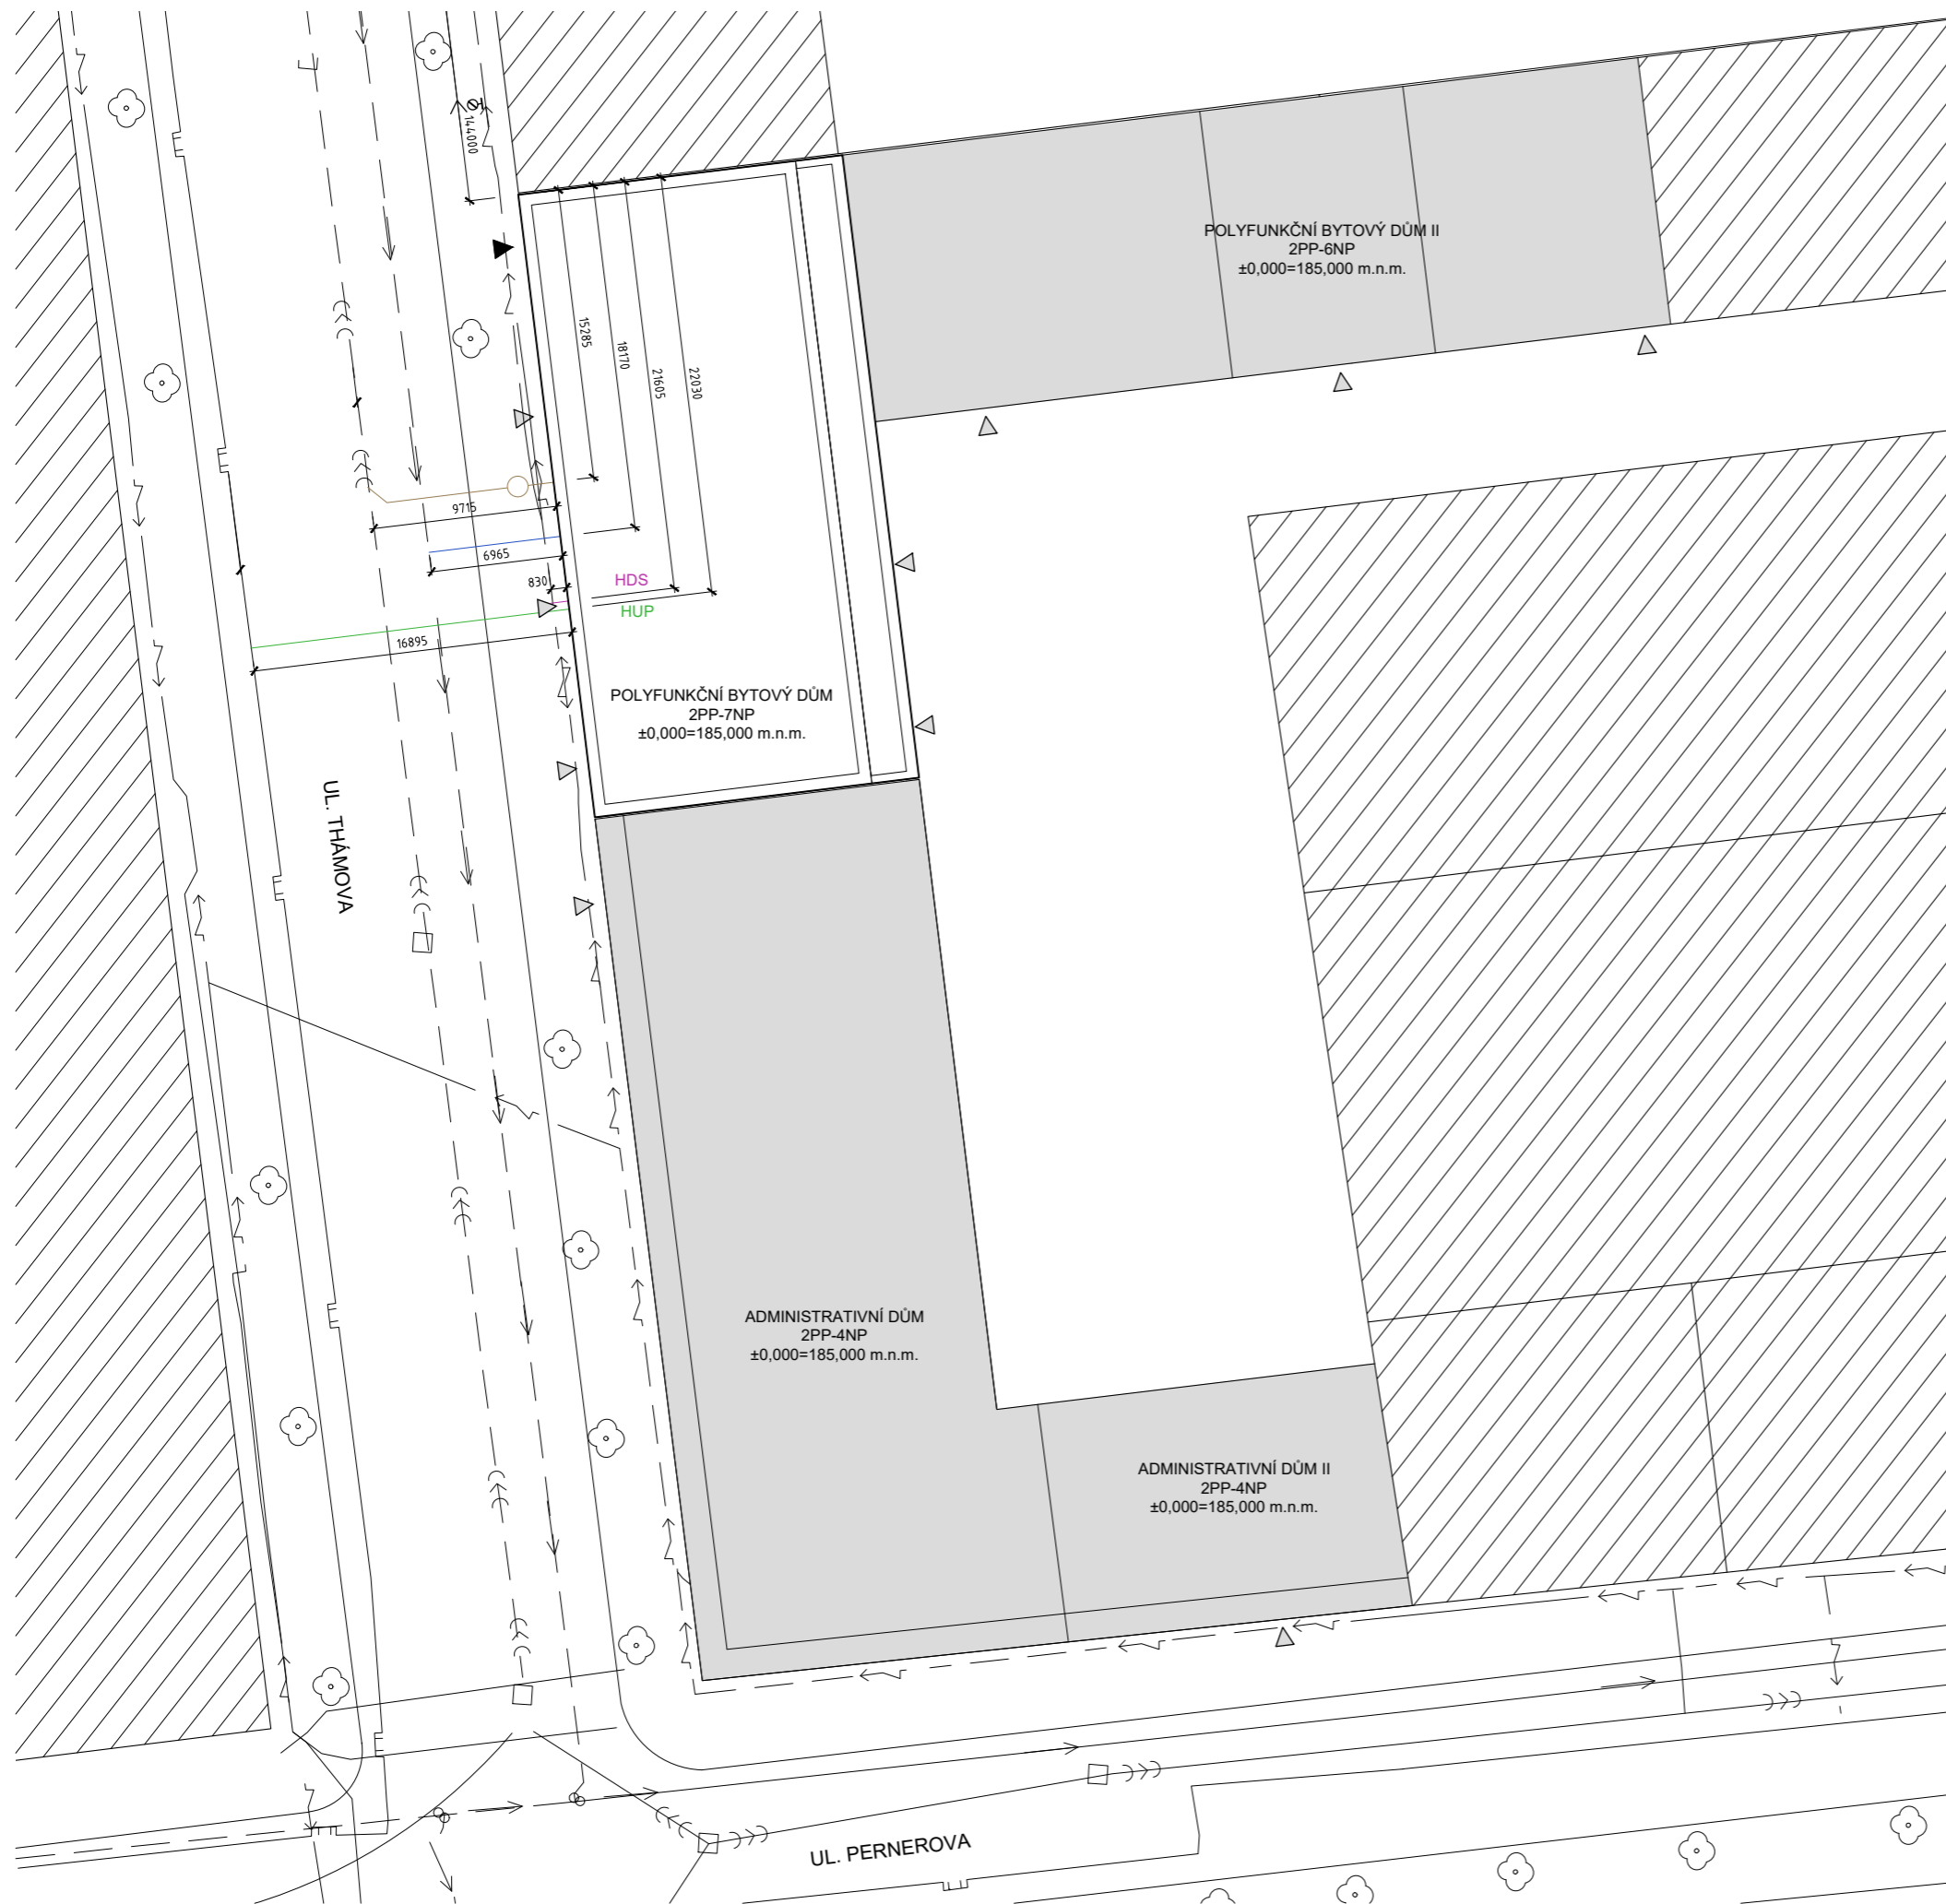 144000
POLYFUNKČNÍ BYTOVÝ DŮM II
2PP-6NP
±0,000=185,000 m.n.m.
15285
18170
21605
22030
9715
6965
830
HDS
HUP
16895
POLYFUNKČNÍ BYTOVÝ DŮM
2PP-7NP
±0,000=185,000 m.n.m.
UL. THÁMOVA
ADMINISTRATIVNÍ DŮM
2PP-4NP
±0,000=185,000 m.n.m.
ADMINISTRATIVNÍ DŮM II
2PP-4NP
±0,000=185,000 m.n.m.
UL. PERNEROVA